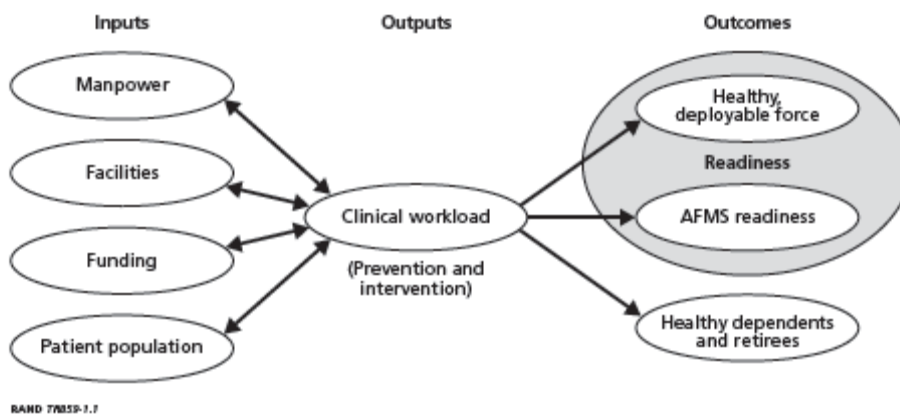 Inputs
Outputs
Outcomes
Manpower
Facilities
Funding
Patient population
Clinical workload
(Prevention and
intervention)
Healthy,
deployable force
Readiness
AFMS readiness
Healthy dependents
and retirees
RAND TR859-1.1